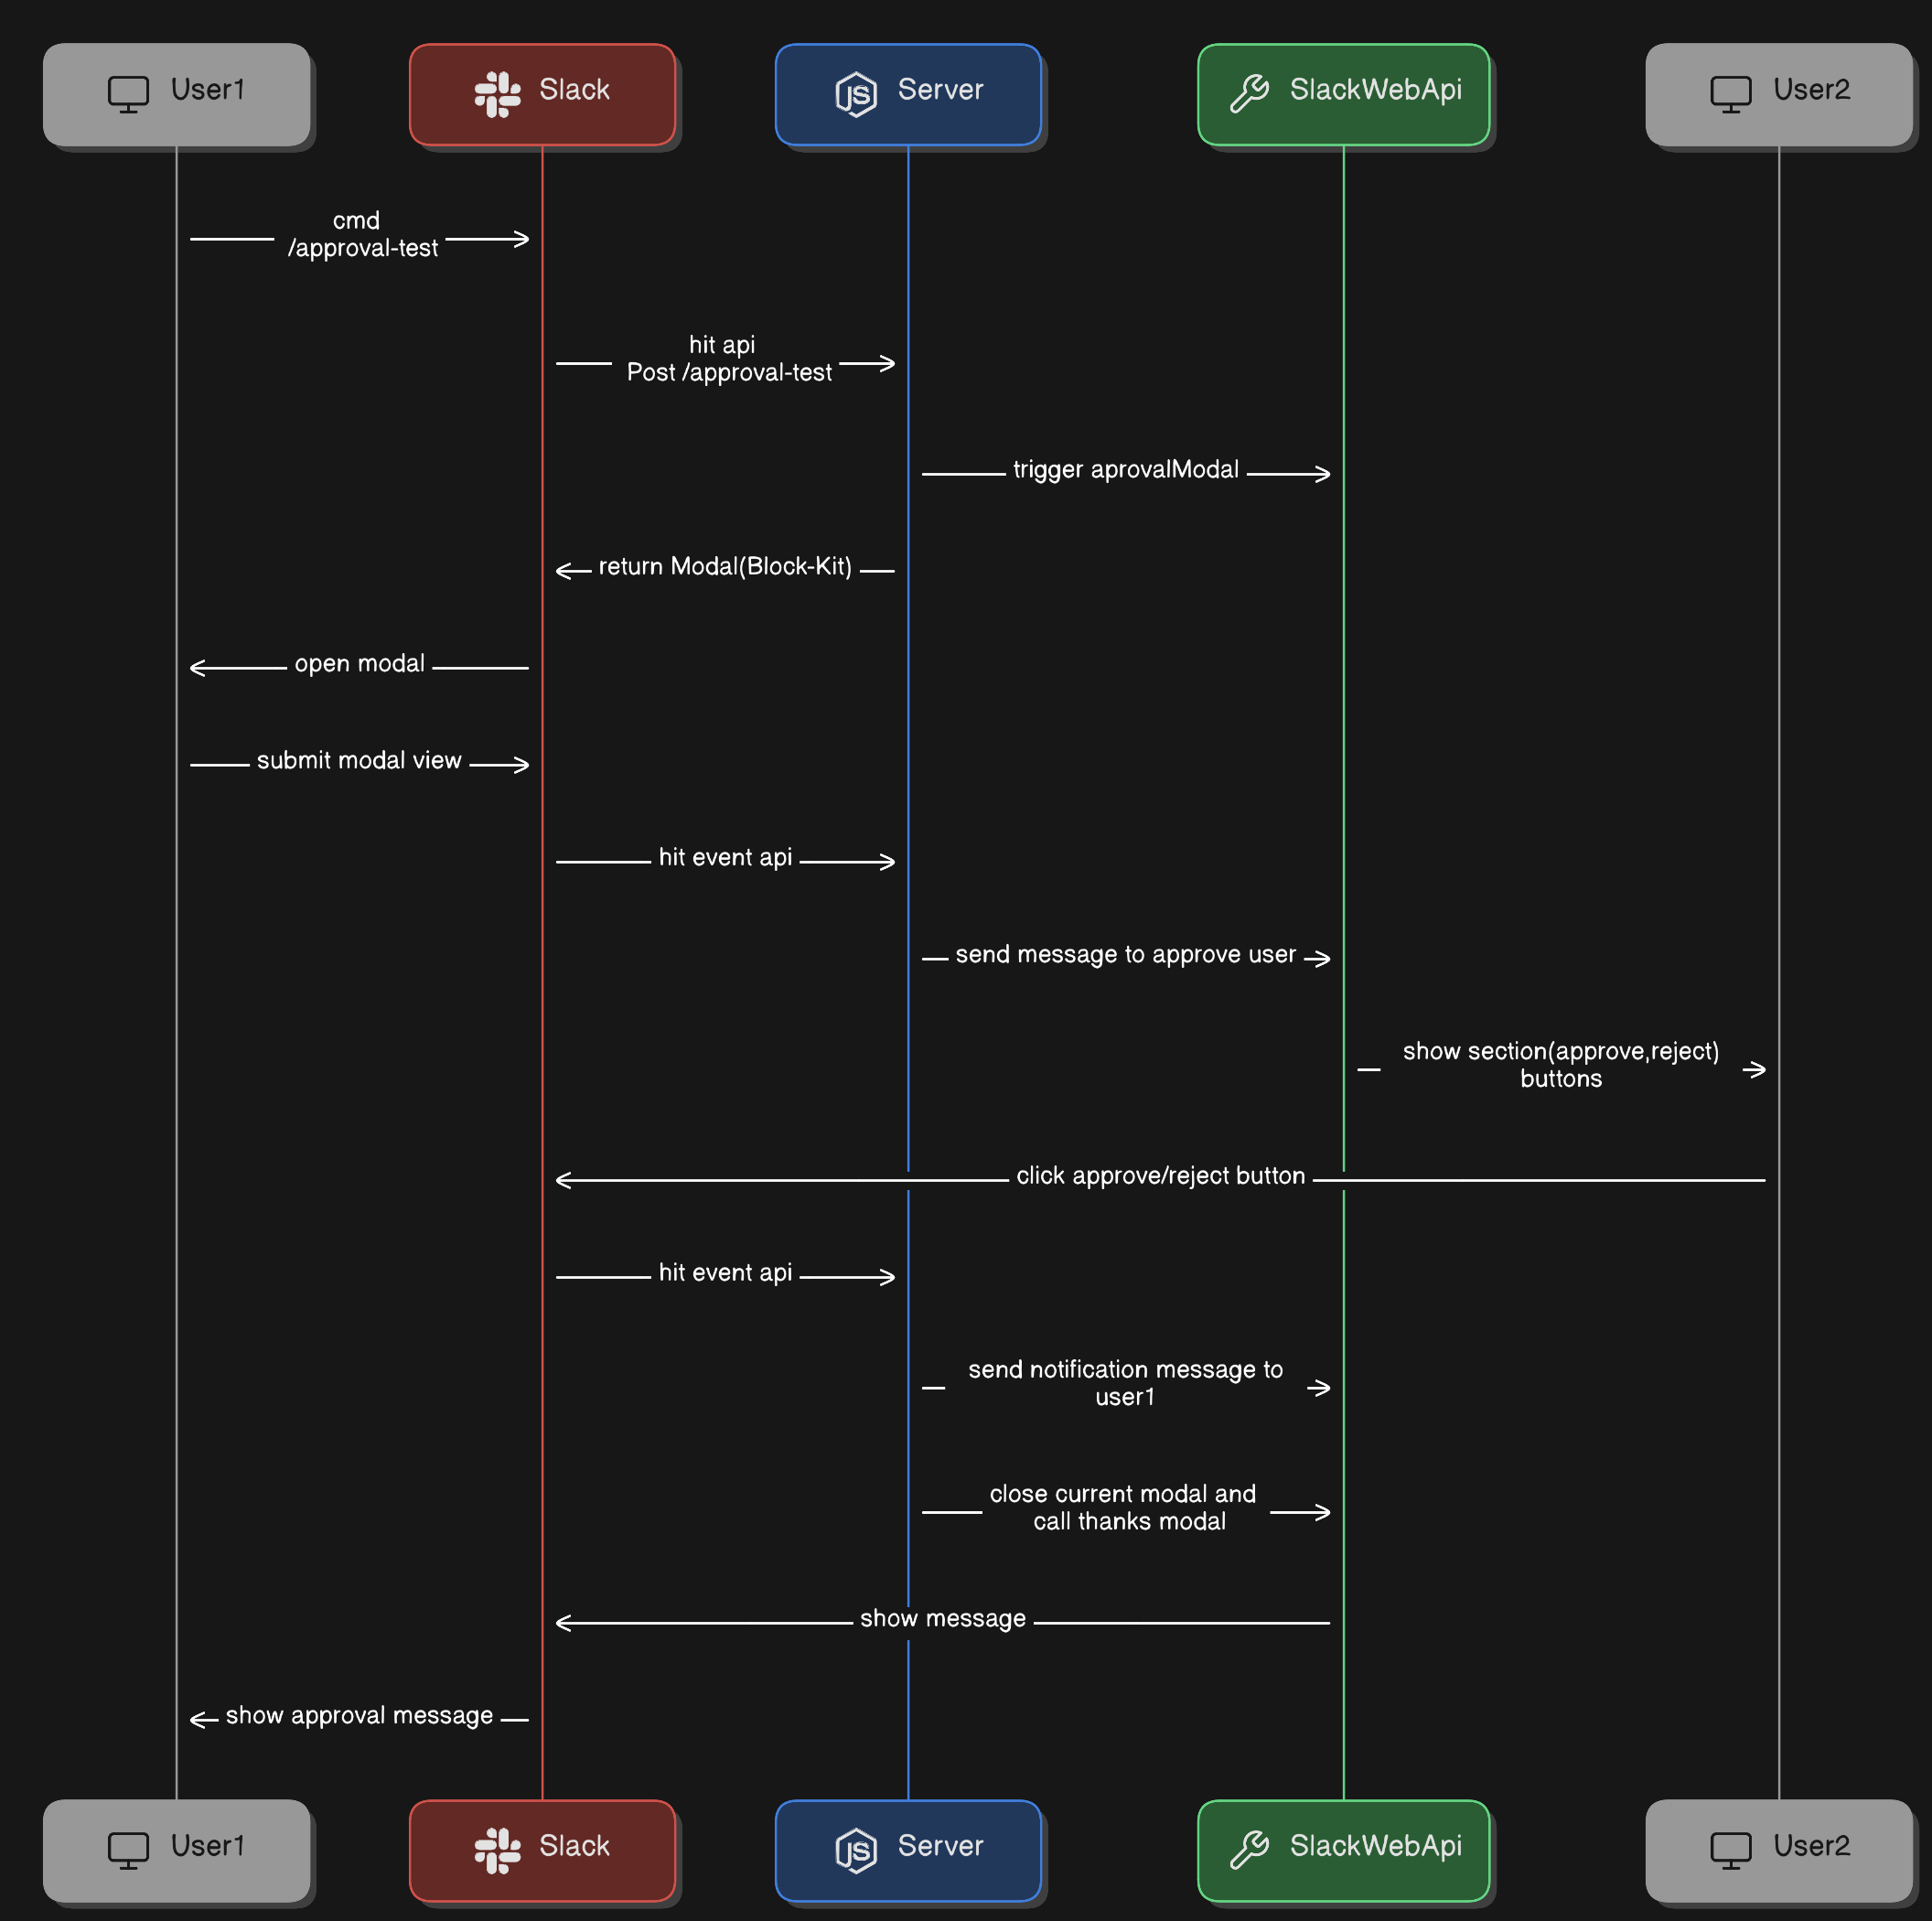 User1
Slack
Server
SlackWebApi
User2
cmd
/approval-test
hit api
Post /approval-test
trigger aprovalModal
return Modal(Block-Kit)
open modal
submit modal view
hit event api
send message to approve user
show section(approve,reject)
buttons
click approve/reject button
hit event api
send notification message to
user1
close current modal and
call thanks modal
show message
show approval message
User1
Slack
Server
SlackWebApi
User2